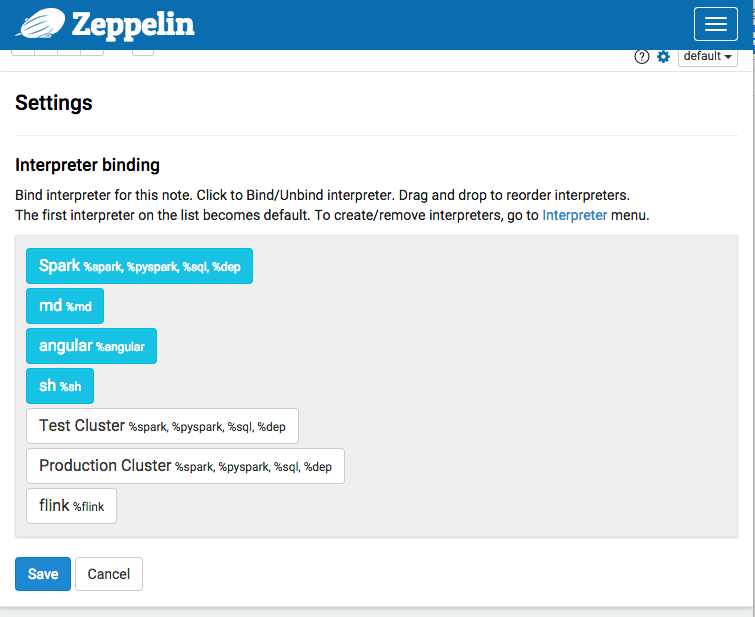 Zeppelin
default
Settings
Interpreter binding
Bind interpreter for this note. Click to Bind/Unbind interpreter. Drag and drop to reorder interpreters.
The first interpreter on the list becomes default. To create/remove interpreters, go to Interpreter menu.
Spark %spark, %pyspark, %sql, %dep
md %md
angular %angular
sh %sh
Test Cluster %spark, %pyspark, %sql, %dep
Production Cluster %spark, %pyspark, %sql, %dep
flink %flink
Save Cancel